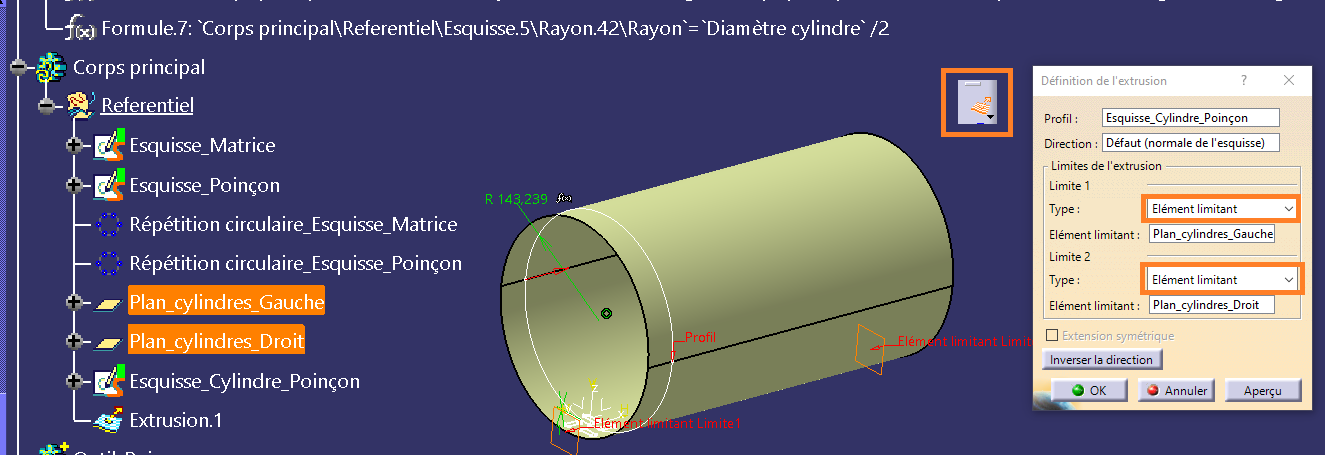 Formule.7: `Corps principal\Referentiel\Esquisse.5\Rayon.42\Rayon`=`Diamètre cylindre` /2
Corps principal
Referentiel
Esquisse_Matrice
Esquisse_Poinçon
Répétition circulaire_Esquisse_Matrice
Répétition circulaire_Esquisse_Poinçon
Plan_cylindres_Gauche
Plan_cylindres_Droit
Esquisse_Cylindre_Poinçon
Extrusion.1
R 143,239
f(x)
Profil
Elément limitant Limite1
z
x
Définition de l'extrusion
?
Profil :
Esquisse_Cylindre_Poinçon
Direction :
Défaut (normale de l'esquisse)
Limites de l'extrusion
Limite 1
Type :
Elément limitant
Elément limitant :
Plan_cylindres_Gauche
Limite 2
Type :
Elément limitant
Elément limitant :
Plan_cylindres_Droit
Extension symétrique
Inverser la direction
OK
Annuler
Aperçu